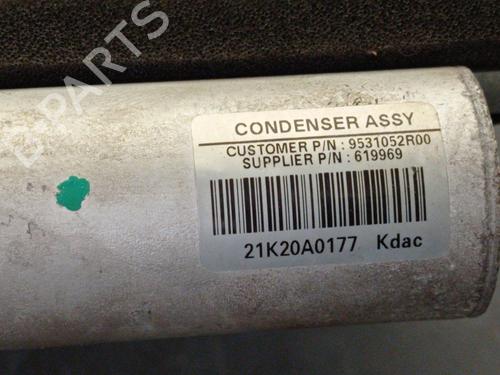 B-PARTS
CONDENSER ASSY
CUSTOMER P/N : 9531052R00
SUPPLIER P/N : 619969
21K20A0177 Kdac